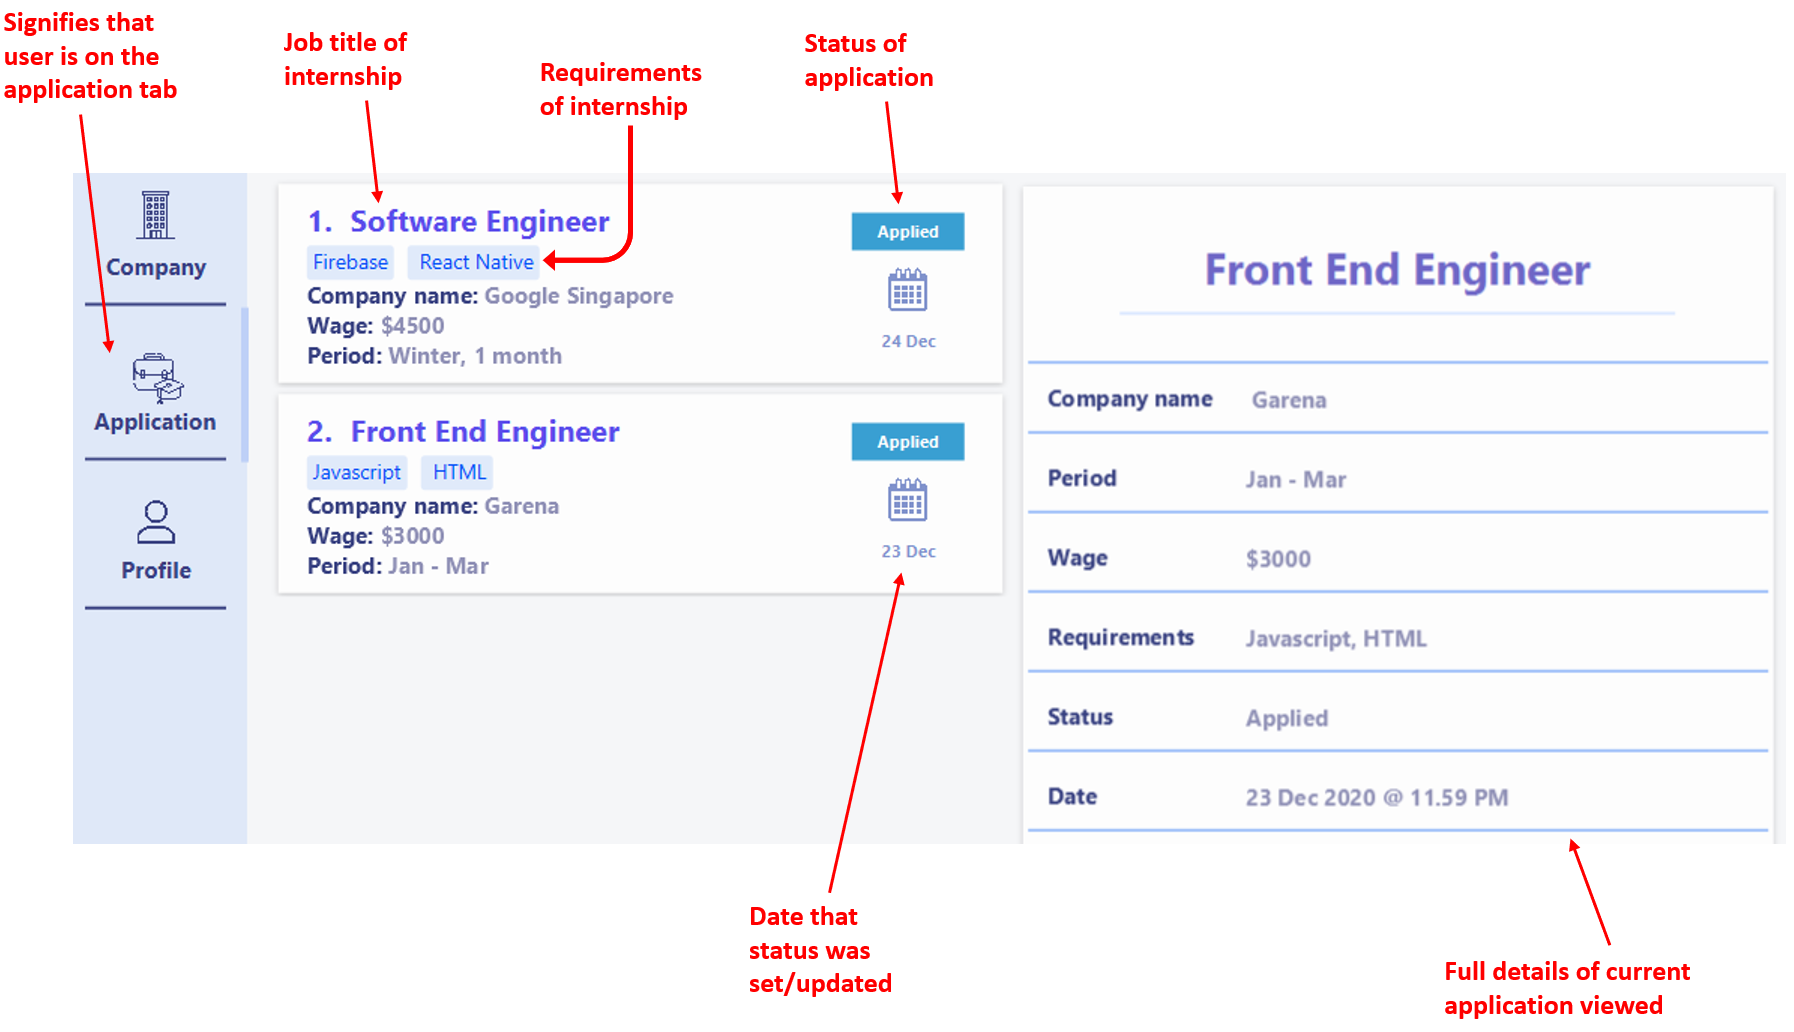 Signifies that
user is on the
application tab
Job title of
internship
Requirements
of internship
Status of
application
Company
Application
Profile
1. Software Engineer
Firebase
React Native
Company name: Google Singapore
Wage: $4500
Period: Winter, 1 month
Applied
24 Dec
2. Front End Engineer
Javascript
HTML
Company name: Garena
Wage: $3000
Period: Jan - Mar
Applied
23 Dec
Front End Engineer
Company name Garena
Period Jan - Mar
Wage $3000
Requirements Javascript, HTML
Status Applied
Date 23 Dec 2020 @ 11.59 PM
Date that
status was
set/updated
Full details of current
application viewed